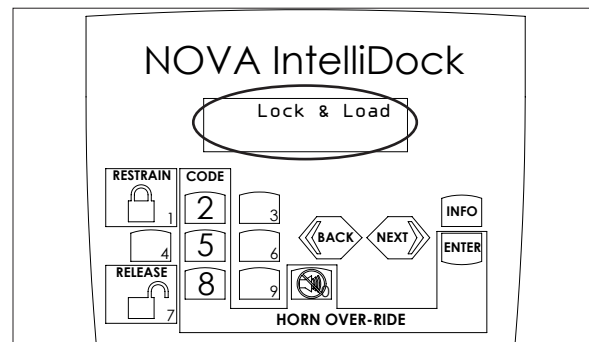 NOVA IntelliDock
Lock & Load
RESTRAIN CODE
1 2 3
BACK NEXT INFO
4 5 6 ENTER
RELEASE
7 8 9 0
HORN OVER-RIDE